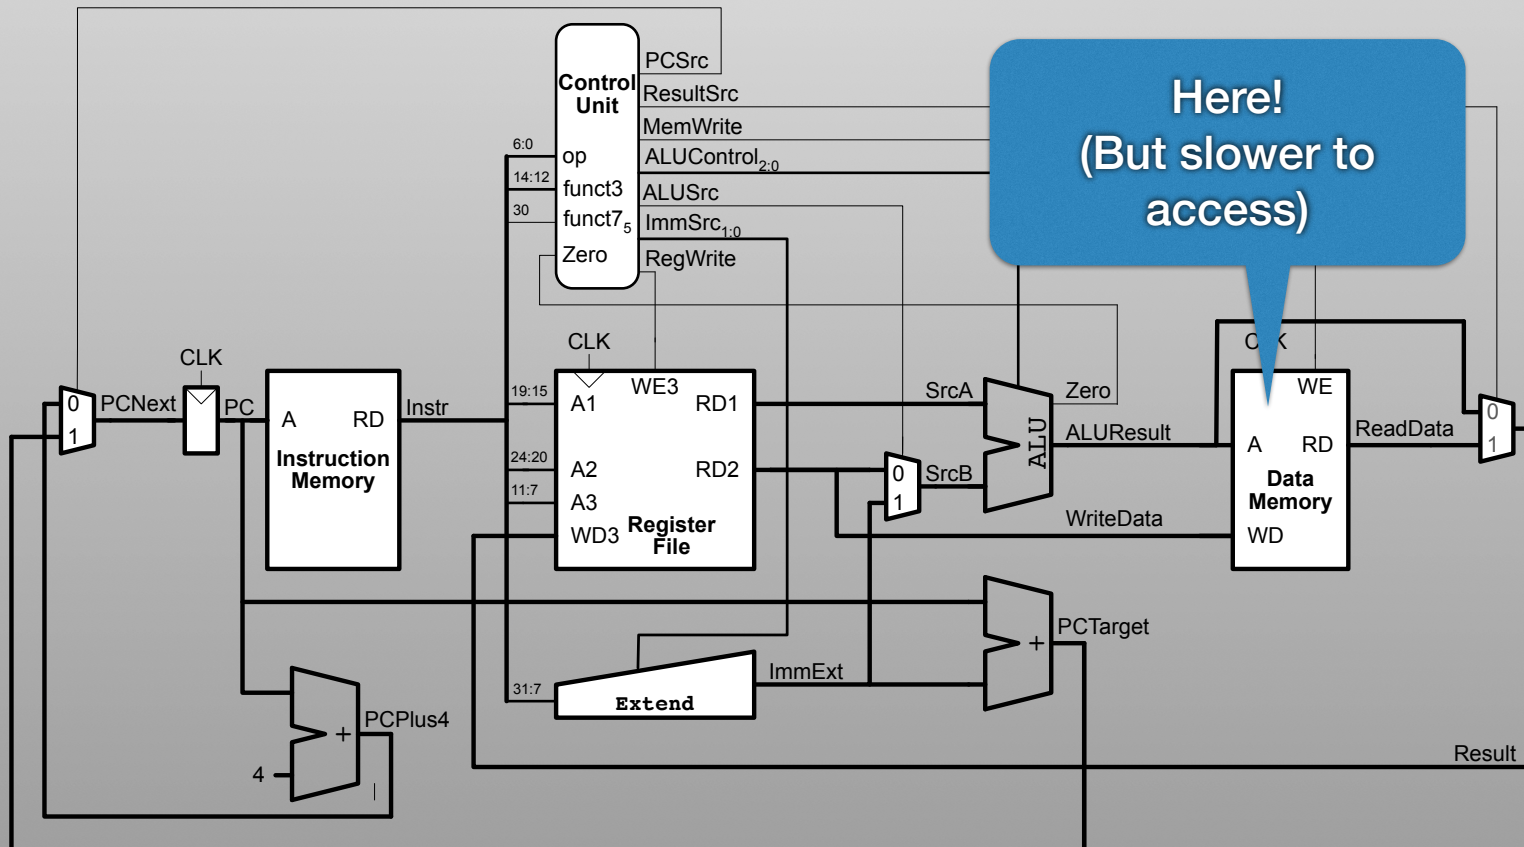 PCSrc
Control
Unit
ResultSrc
MemWrite
ALUControl2:0
ALUSrc
ImmSrc1:0
RegWrite
6:0
op
14:12
funct3
30
funct75
Zero
Here!
(But slower to
access)
CLK
CLK
CLK
0
1
PCNext
PC
A
RD
Instruction
Memory
Instr
19:15
24:20
11:7
A1
WE3
RD1
A2
RD2
A3
WD3
Register
File
SrcA
0
1
SrcB
ALU
Zero
ALUResult
WriteData
WE
A
RD
Data
Memory
WD
ReadData
0
1
+
PCTarget
31:7
Extend
ImmExt
+
PCPlus4
4
Result